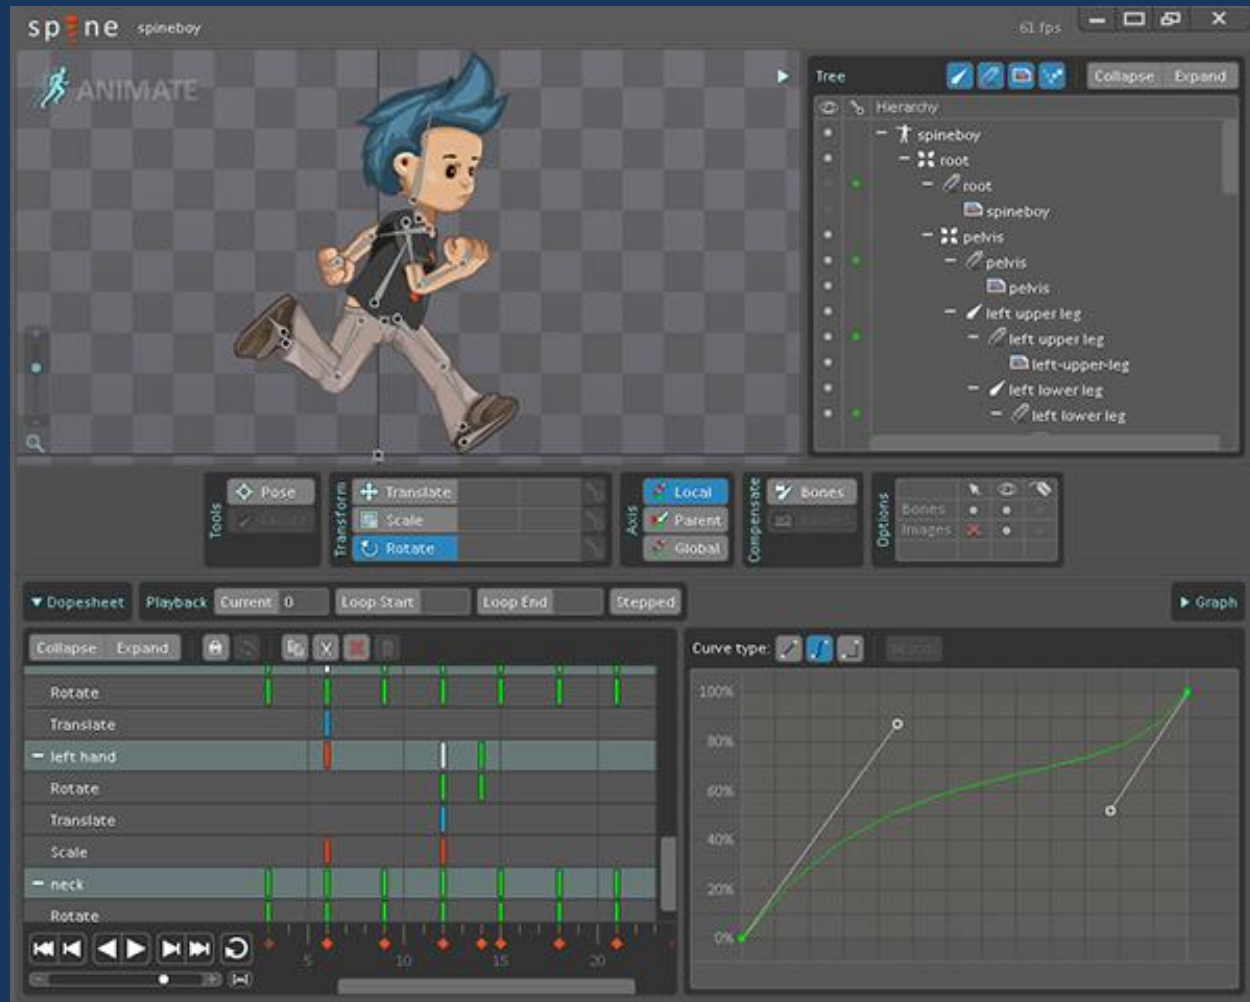 spine spineboy 61 fps
ANIMATE
Tree Collapse Expand
Hierarchy
spineboy
root
root
spineboy
pelvis
pelvis
pelvis
left upper leg
left upper leg
left-upper-leg
left lower leg
left lower leg
Tools
Pose
Transform
Translate
Scale
Rotate
Axis
Local
Parent
Global
Compensate
Bones
Options
Bones
Images
Dopesheet Playback Current 0 Loop Start Loop End Stepped Graph
Collapse Expand
Rotate
Translate
left hand
Rotate
Translate
Scale
neck
Rotate
5 10 15 20
Curve type:
100%
80%
60%
40%
20%
0%